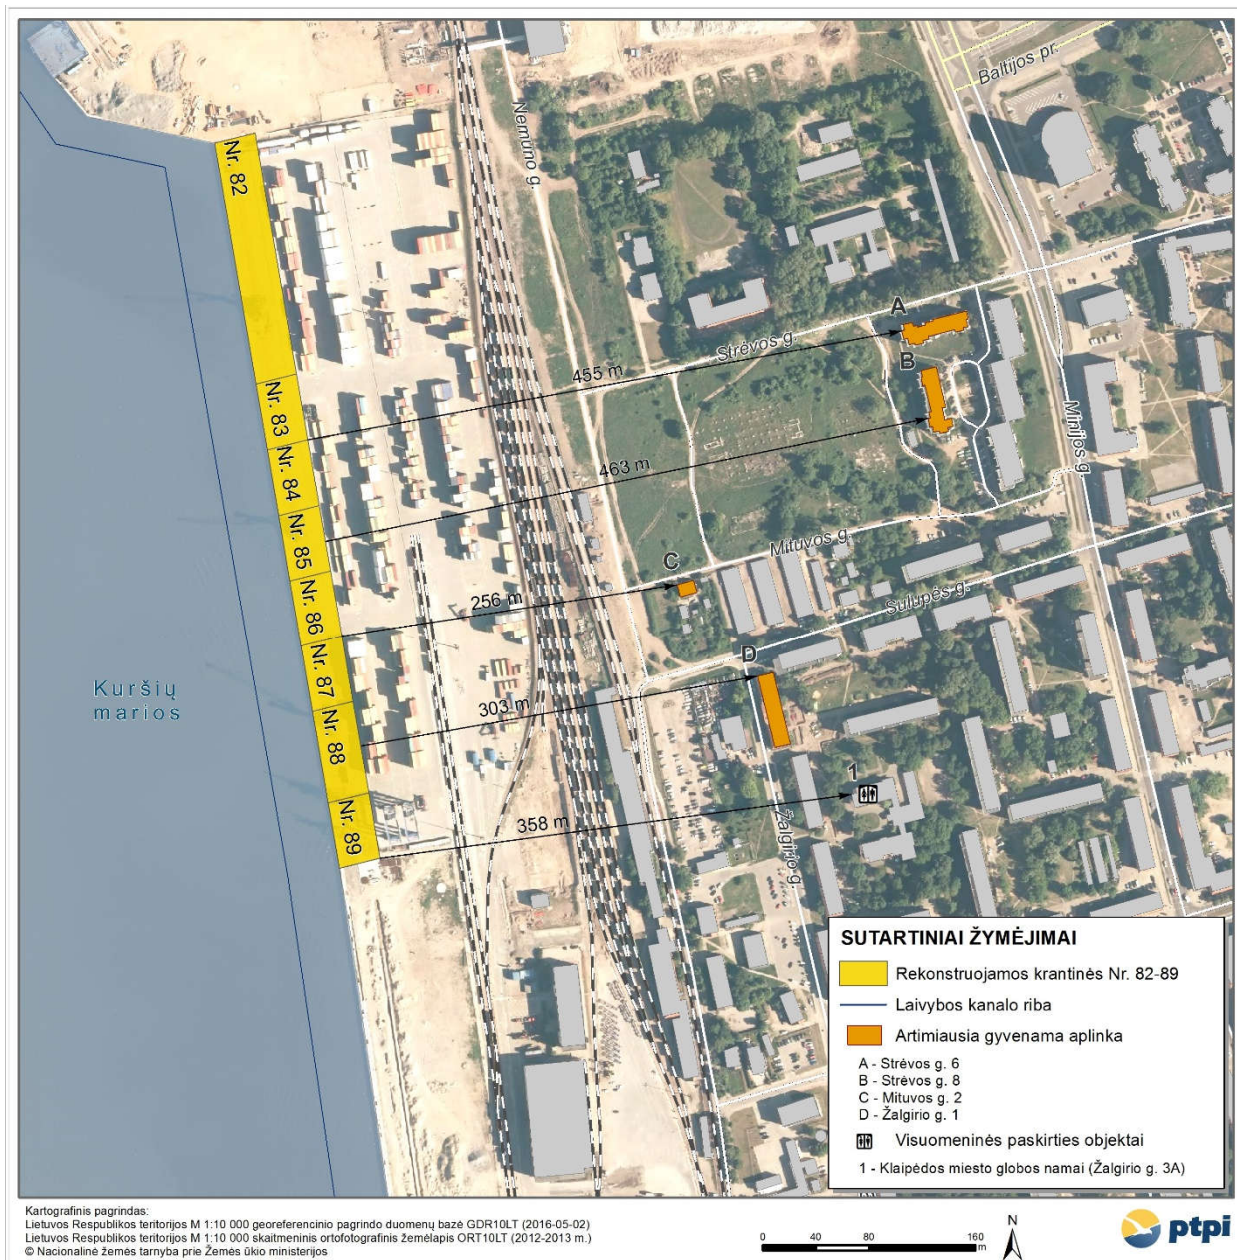 Baltijos pr.
Nemuno g.
Nr. 82
A
Strėvos g.
B
455 m
Nr. 83
Minijos g.
463 m
Nr. 84
Nr. 85
Mituvos g.
C
256 m
Sulupės g.
Nr. 86
D
Nr. 87
303 m
Kuršių
marios
Nr. 88
1
358 m
Nr. 89
Žalgirio g.
SUTARTINIAI ŽYMĖJIMAI
Rekonstruojamos krantinės Nr. 82-89
Laivybos kanalo riba
Artimiausia gyvenama aplinka
A - Strėvos g. 6
B - Strėvos g. 8
C - Mituvos g. 2
D - Žalgirio g. 1
Visuomeninės paskirties objektai
1 - Klaipėdos miesto globos namai (Žalgirio g. 3A)
Kartografinis pagrindas:
Lietuvos Respublikos teritorijos M 1:10 000 georeferencinio pagrindo duomenų bazė GDR10LT (2016-05-02)
Lietuvos Respublikos teritorijos M 1:10 000 skaitmeninis ortofotografinis žemėlapis ORT10LT (2012-2013 m.)
© Nacionalinė žemės tarnyba prie Žemės ūkio ministerijos
0 40 80 160
m
N
ptpi